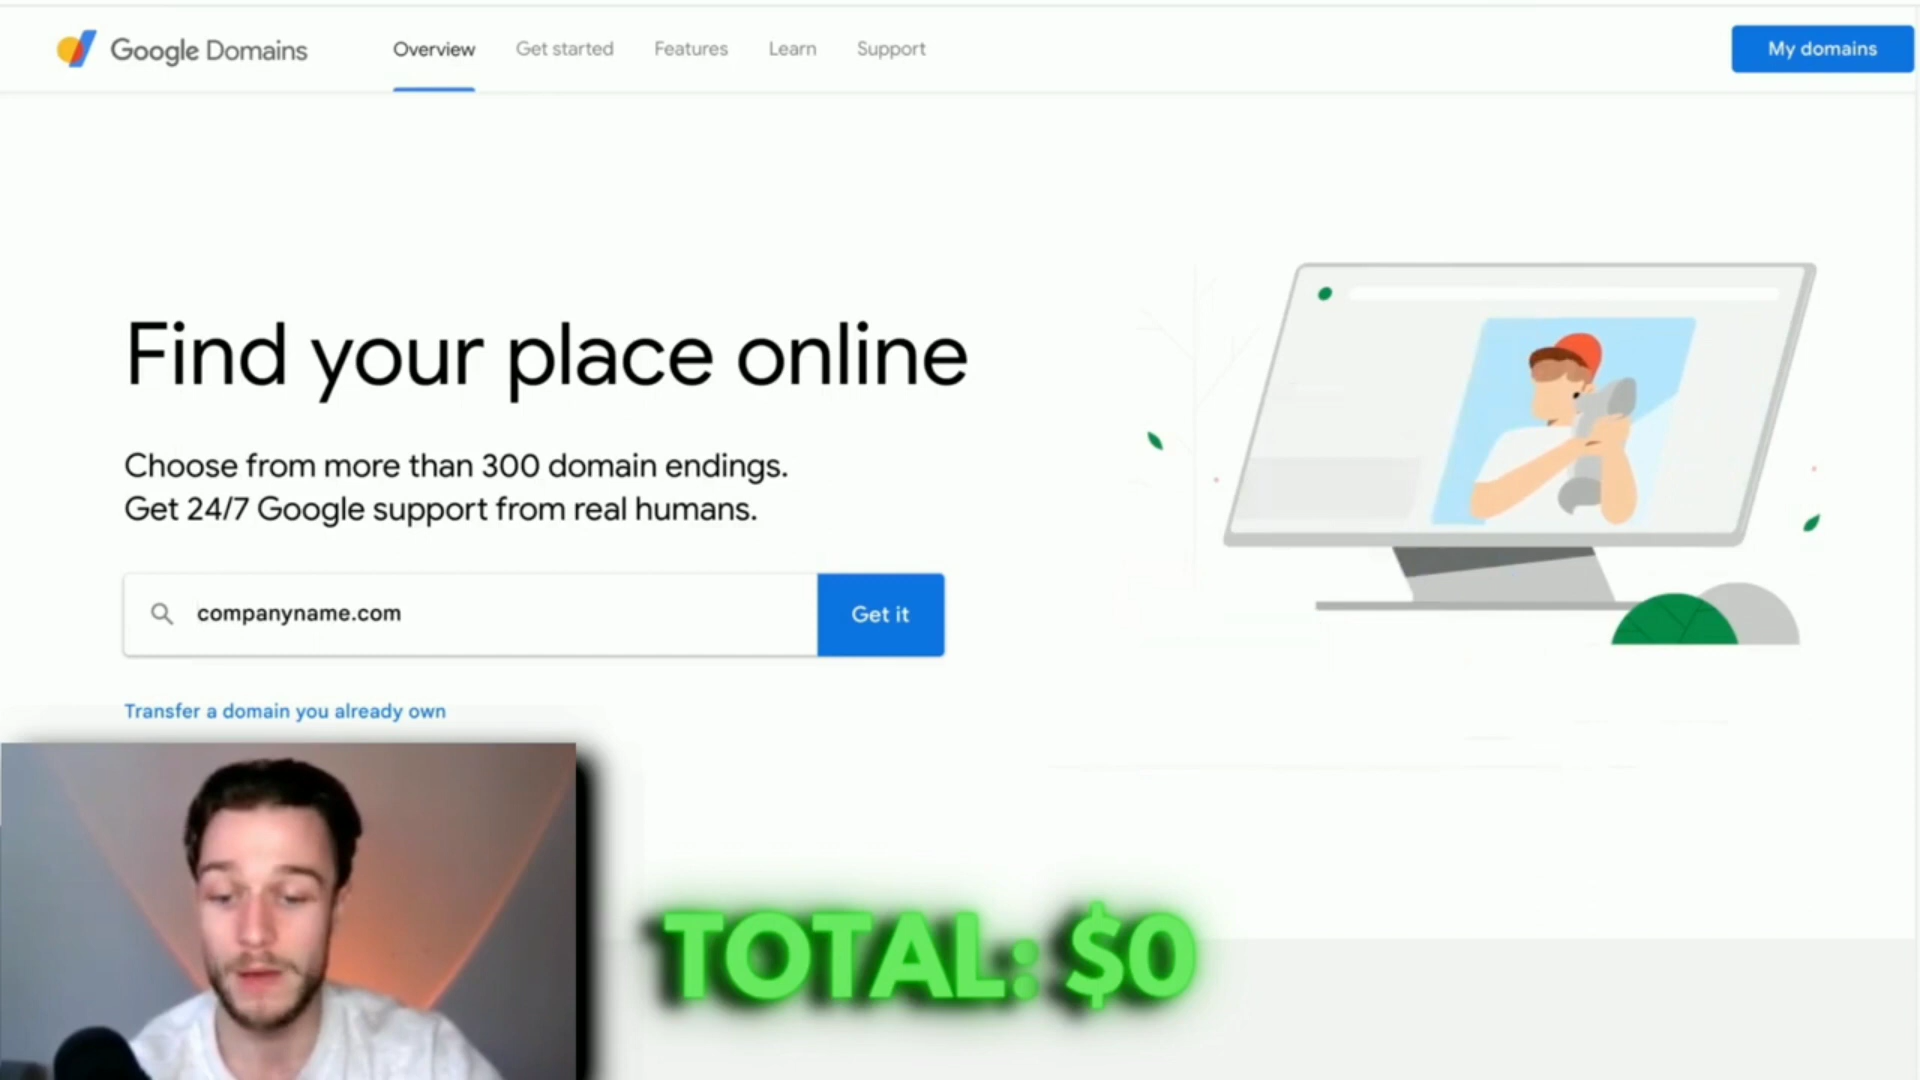 Google Domains
Overview
Get started
Features
Learn
Support
My domains
Find your place online
Choose from more than 300 domain endings.
Get 24/7 Google support from real humans.
companyname.com
Get it
Transfer a domain you already own
TOTAL: $0